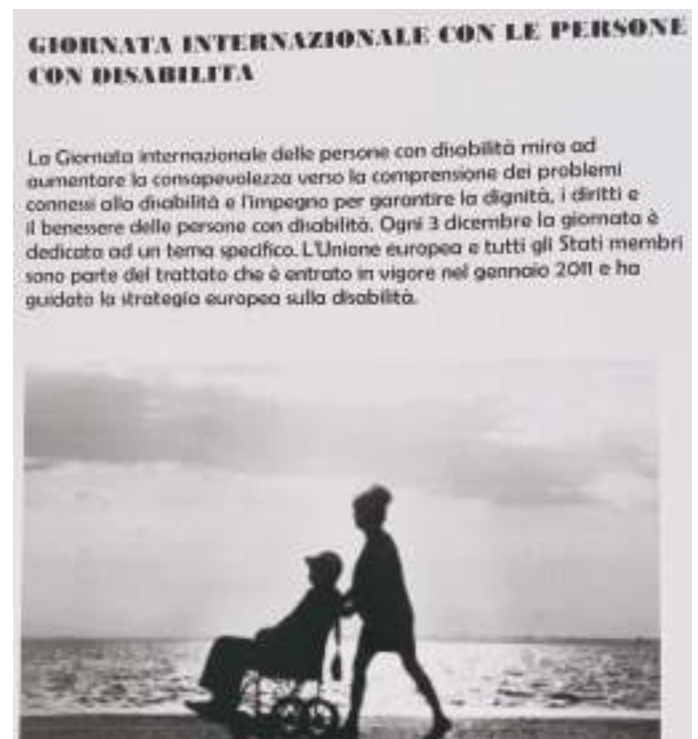 GIORNATA INTERNAZIONALE CON LE PERSONE
CON DISABILITA
La Giornata internazionale delle persone con disabilità mira ad
aumentare la consapevolezza verso la comprensione dei problemi
connessi alla disabilità e l'impegno per garantire la dignità, i diritti e
il benessere delle persone con disabilità. Ogni 3 dicembre la giornata è
dedicata ad un tema specifico. L'Unione europea e tutti gli Stati membri
sono parte del trattato che è entrato in vigore nel gennaio 2011 e ha
guidato la strategia europea sulla disabilità.